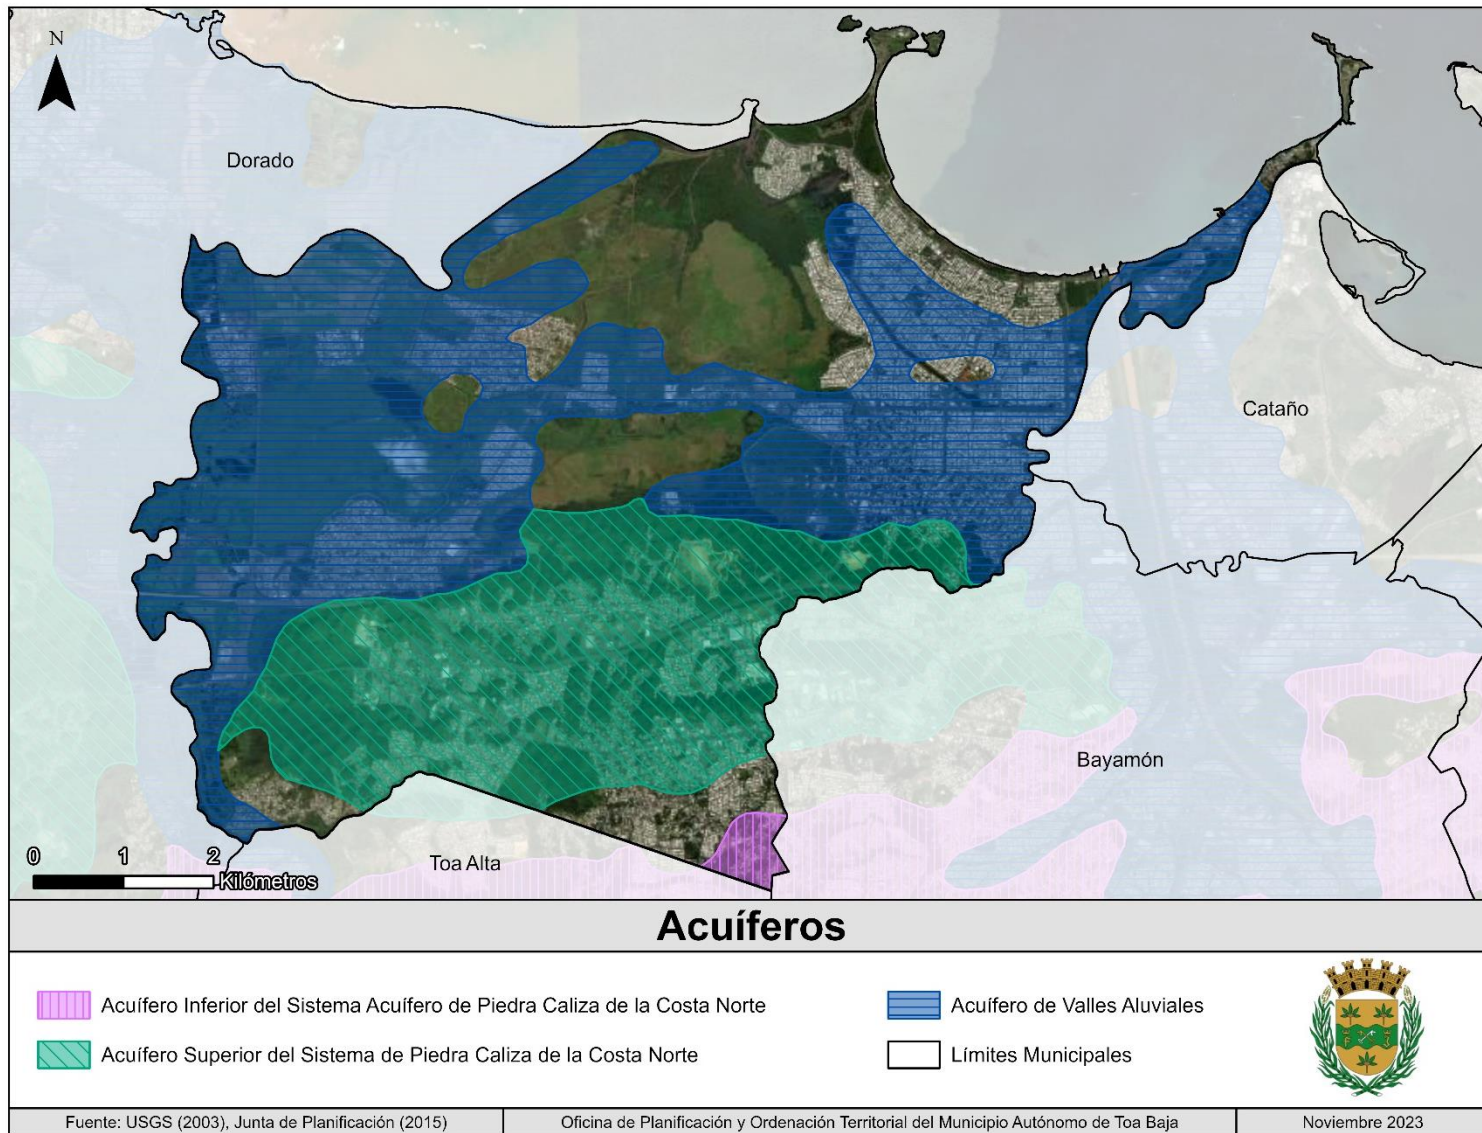 N
Dorado
Cataño
Bayamón
Toa Alta
0 1 2
Kilómetros
Acuíferos
Acuífero Inferior del Sistema Acuífero de Piedra Caliza de la Costa Norte
Acuífero de Valles Aluviales
Acuífero Superior del Sistema de Piedra Caliza de la Costa Norte
Límites Municipales
Fuente: USGS (2003), Junta de Planificación (2015)
Oficina de Planificación y Ordenación Territorial del Municipio Autónomo de Toa Baja
Noviembre 2023